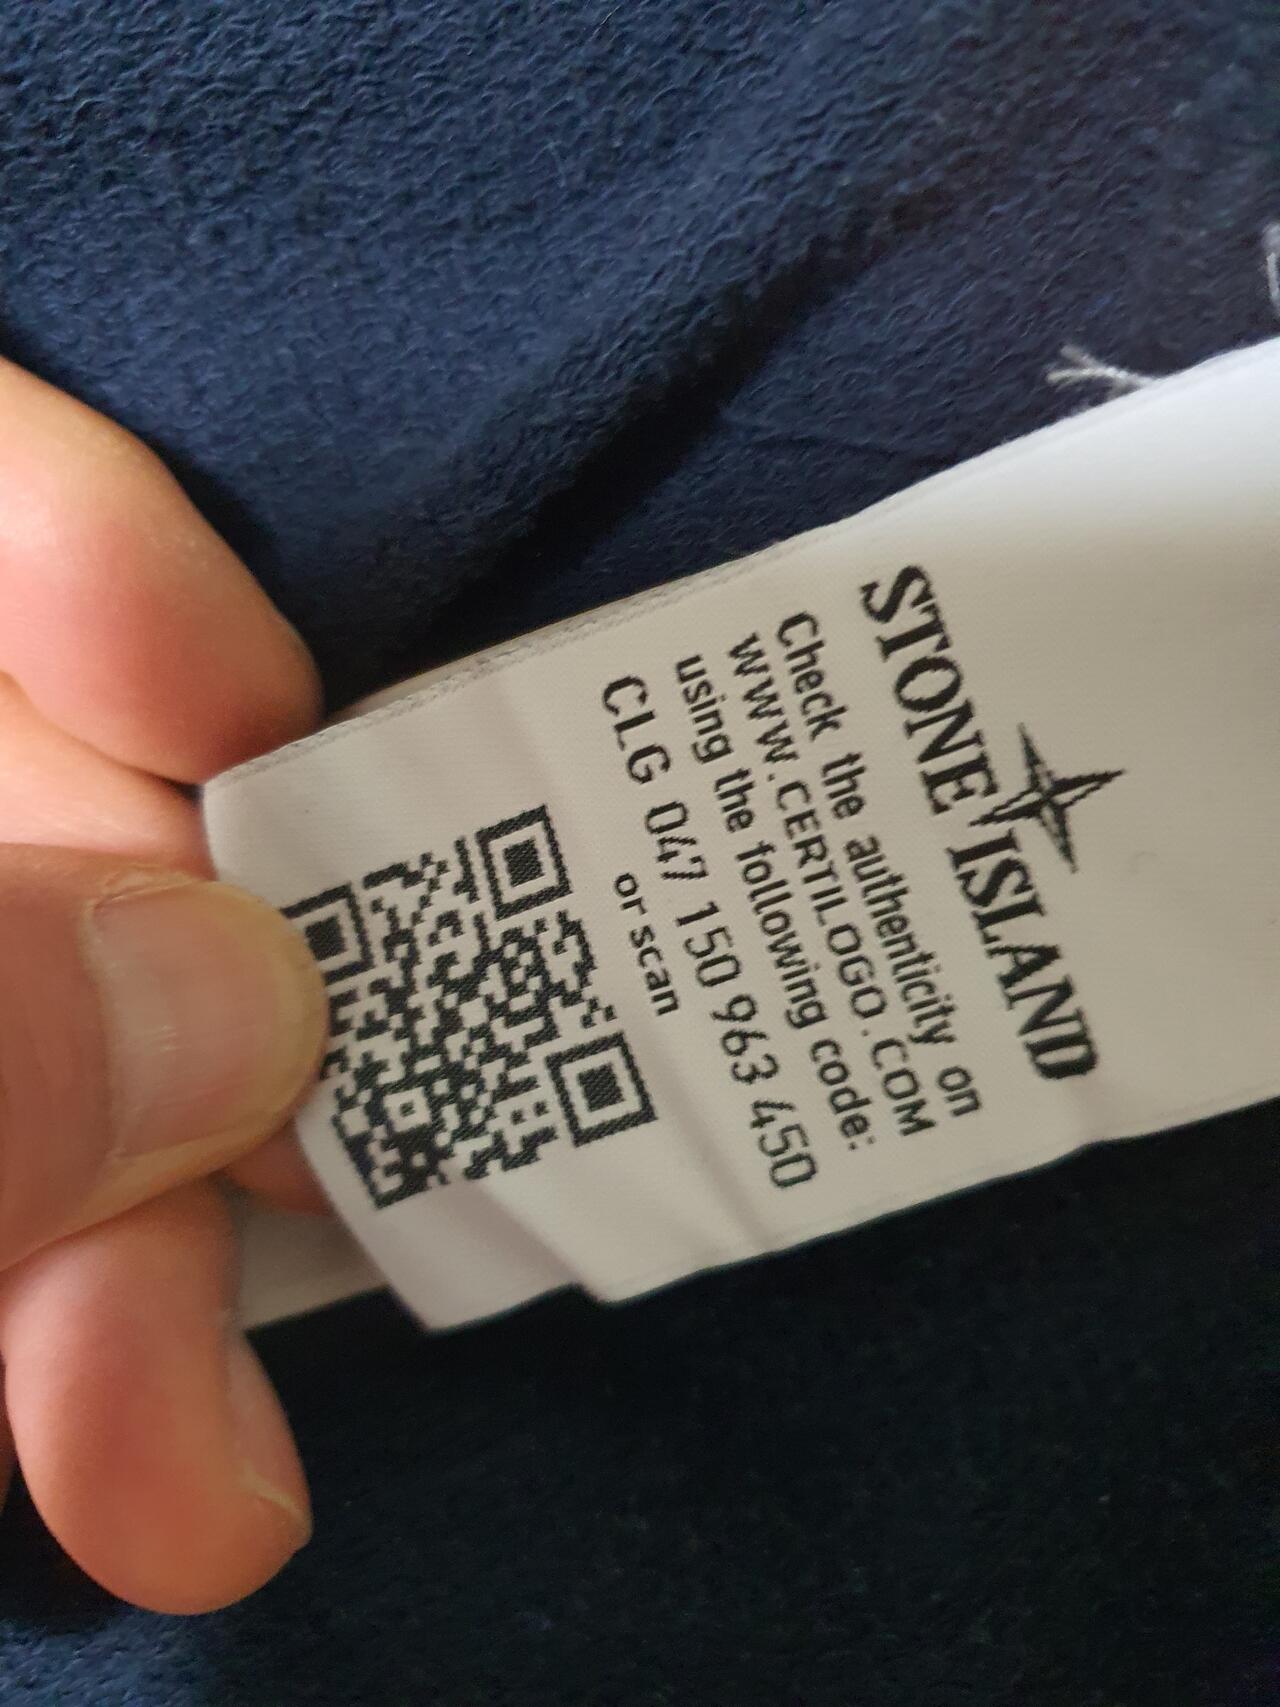 STONE ISLAND
Check the authenticity on
WWW.CERTILOGO.COM
using the following code:
CLG 047 150 963 450
or scan